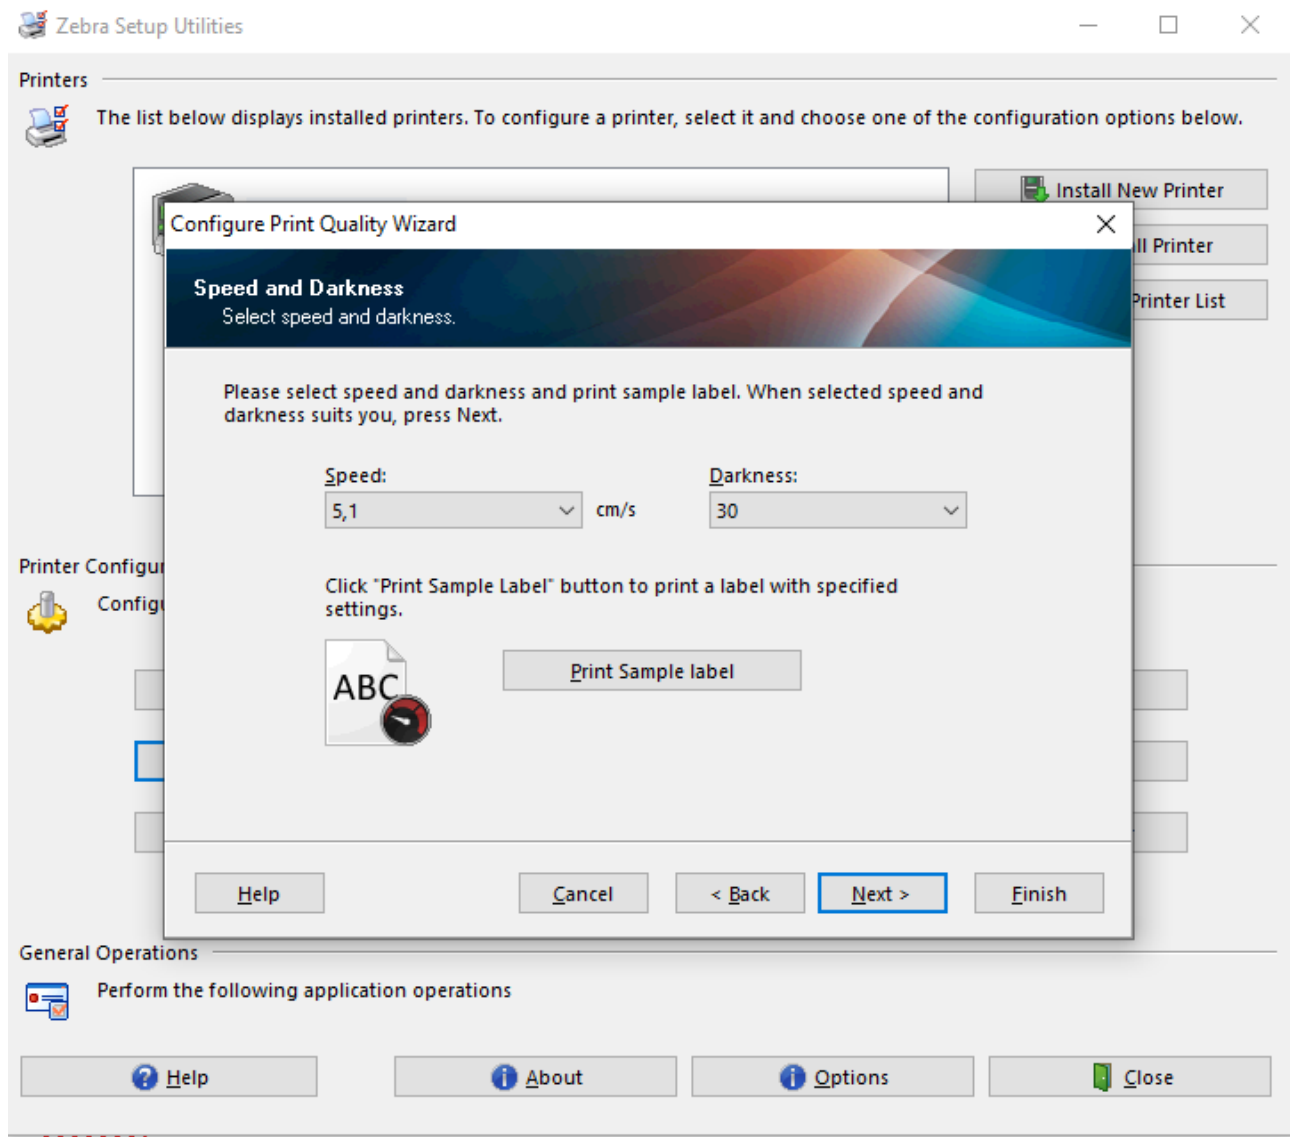 Zebra Setup Utilities
Printers
The list below displays installed printers. To configure a printer, select it and choose one of the configuration options below.
Install New Printer
Configure Print Quality Wizard
ll Printer
Printer List
Speed and Darkness
Select speed and darkness.
Please select speed and darkness and print sample label. When selected speed and
darkness suits you, press Next.
Speed:
Darkness:
5,1
cm/s
30
Printer Configur
Configu
Click "Print Sample Label" button to print a label with specified
settings.
ABC
Print Sample label
Help
Cancel
< Back
Next >
Finish
General Operations
Perform the following application operations
Help
About
Options
Close